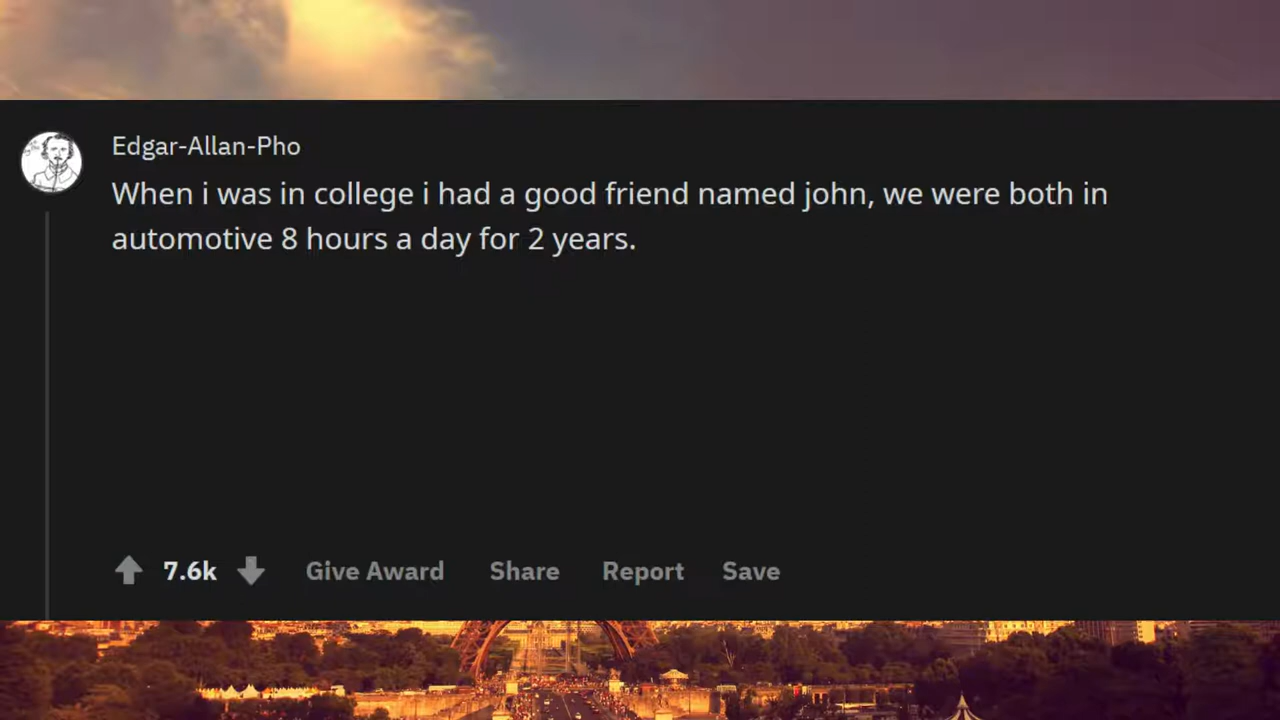 Edgar-Allan-Pho
When i was in college i had a good friend named john, we were both in
automotive 8 hours a day for 2 years.
7.6k Give Award Share Report Save